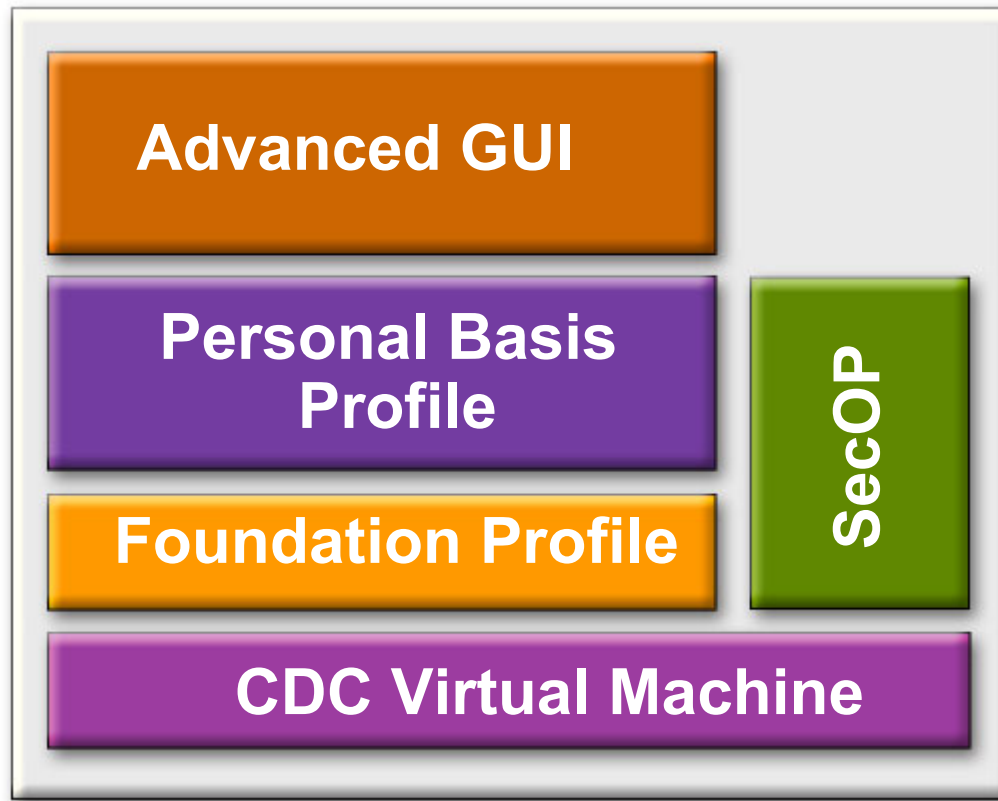 Advanced GUI
Personal Basis
Profile
SecOP
Foundation Profile
CDC Virtual Machine